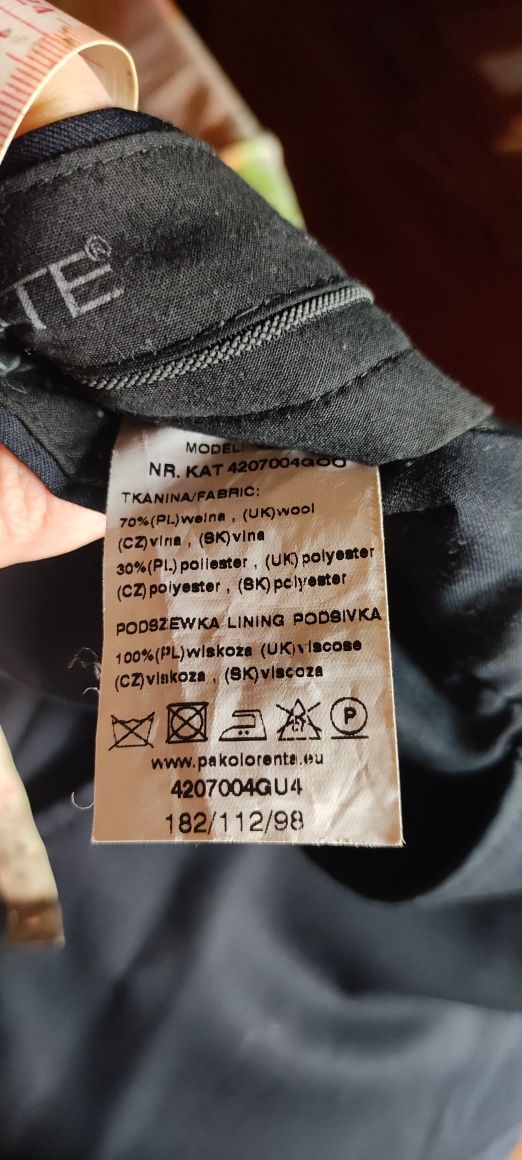 TE®
MODEL:
NR. KAT 4207004GOO
TKANINA/FABRIC:
70%(PL)wełna , (UK)wool
(CZ)vlna , (SK)vlna
30%(PL)poliester , (UK)polyester
(CZ)polyester , (SK)polyester
PODSZEWKA LINING PODSIVKA
100%(PL)wiskoza (UK)viscose
(CZ)viskoza , (SK)viscoza
P
www.pakolorente.eu
4207004GU4
182/112/98